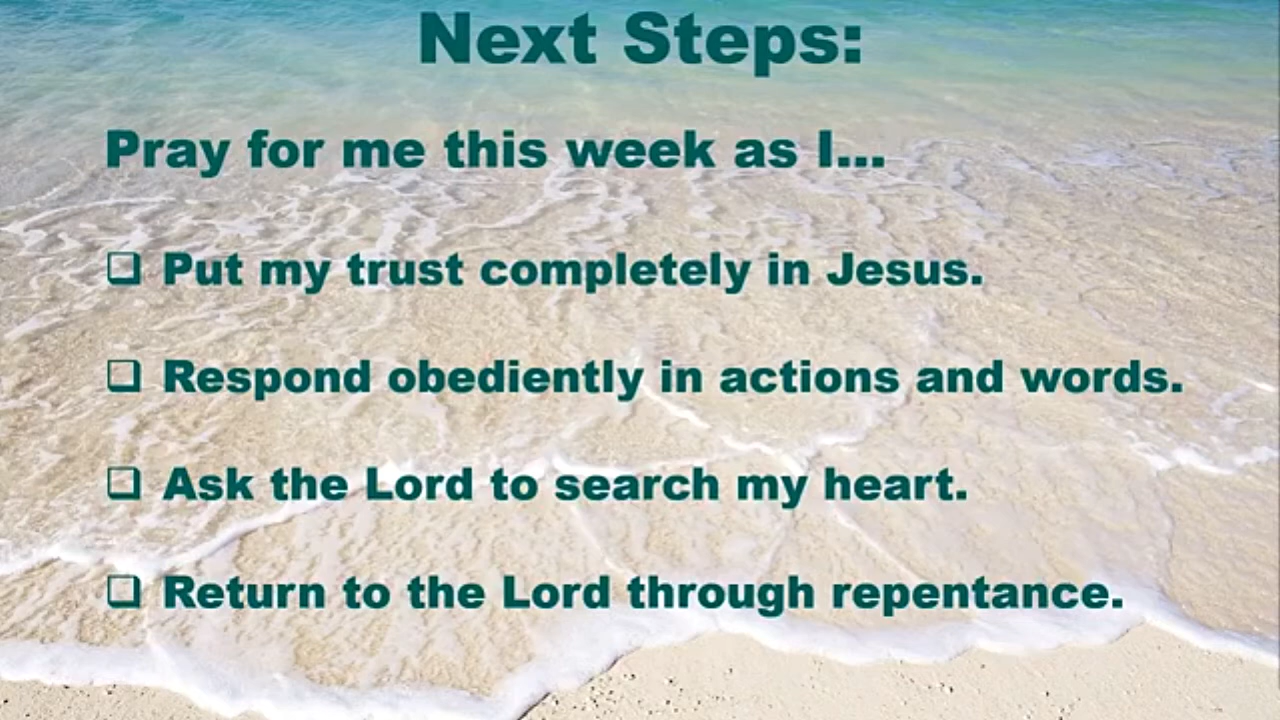 Next Steps:
Pray for me this week as I...
❑ Put my trust completely in Jesus.
❑ Respond obediently in actions and words.
❑ Ask the Lord to search my heart.
❑ Return to the Lord through repentance.